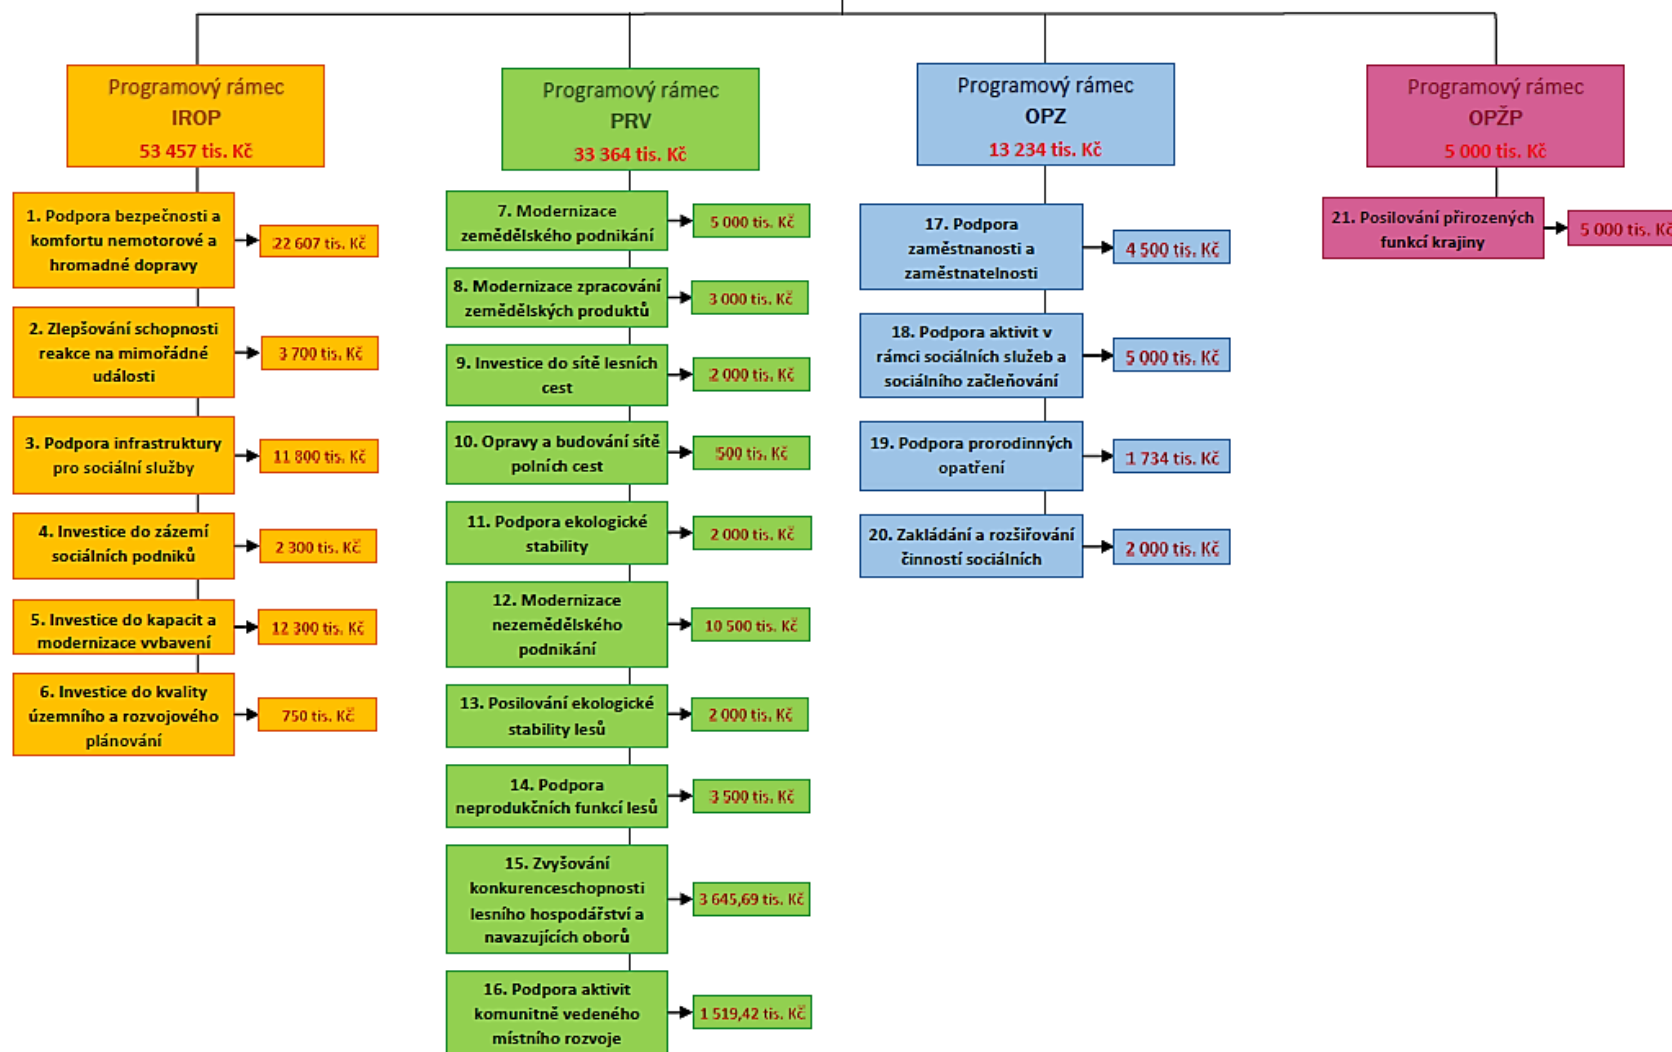 Programový rámec
IROP
53 457 tis. Kč
1. Podpora bezpečnosti a
komfortu nemotorové a
hromadné dopravy
22 607 tis. Kč
2. Zlepšování schopnosti
reakce na mimořádné
události
3 700 tis. Kč
3. Podpora infrastruktury
pro sociální služby
11 800 tis. Kč
4. Investice do zázemí
sociálních podniků
2 300 tis. Kč
5. Investice do kapacit a
modernizace vvbavení
12 300 tis. Kč
6. Investice do kvality
územního a rozvojového
plánování
750 tis. Kč
Programový rámec
PRV
33 364 tis. Kč
7. Modernizace
zemědělského podnikání
5 000 tis. Kč
8. Modernizace zpracování
zemědělských produktů
3 000 tis. Kč
9. Investice do sítě lesních
cest
2 000 tis. Kč
10. Opravy a budování sítě
polních cest
500 tis. Kč
11. Podpora ekologické
stability
2 000 tis. Kč
12. Modernizace
nezemědělského
podnikání
10 500 tis. Kč
13. Posilování ekologické
stability lesů
2 000 tis. Kč
14. Podpora
neprodukčních funkcí lesů
3 500 tis. Kč
15. Zvyšování
konkurenceschopnosti
lesního hospodářství a
navazujících oborů
3 645,69 tis. Kč
16. Podpora aktivit
komunitně vedeného
místního rozvoje
1 519,42 tis. Kč
Programový rámec
OPZ
13 234 tis. Kč
17. Podpora
zaměstnanosti a
zaměstnatelnosti
4 500 tis. Kč
18. Podpora aktivit v
rámci sociálních služeb a
sociálního začleňování
5 000 tis. Kč
19. Podpora prorodinných
opatření
1 734 tis. Kč
20. Zakládání a rozšiřování
činností sociálních
2 000 tis. Kč
Programový rámec
OPŽP
5 000 tis. Kč
21. Posilování přirozených
funkcí krajiny
5 000 tis. Kč